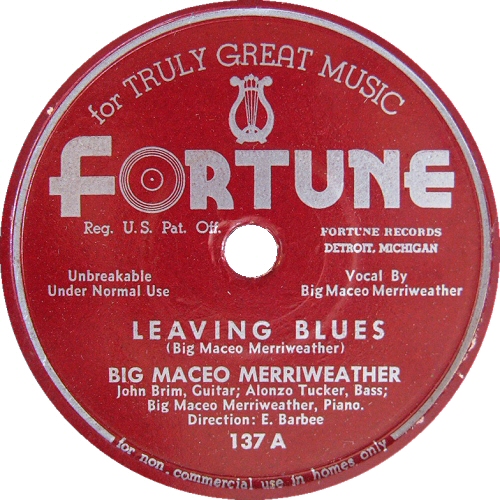 for TRULY GREAT MUSIC
FORTUNE
Reg. U.S. Pat. Off.
FORTUNE RECORDS
DETROIT, MICHIGAN
Unbreakable
Under Normal Use
Vocal By
Big Maceo Merriweather
LEAVING BLUES
(Big Maceo Merriweather)
BIG MACEO MERRIWEATHER
John Brim, Guitar; Alonzo Tucker, Bass;
Big Maceo Merriweather, Piano.
Direction: E. Barbee
137 A
for non-commercial use in homes only